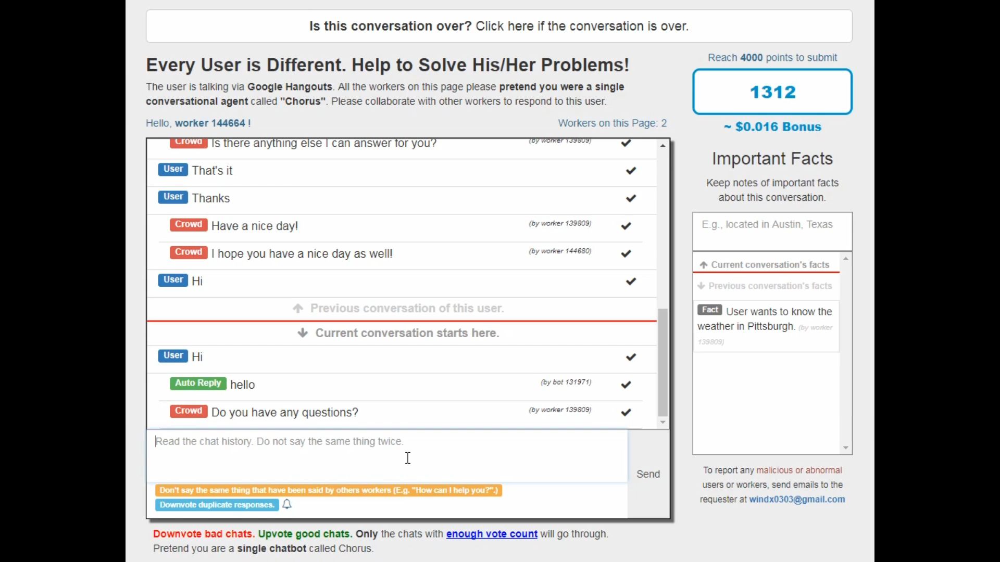 Is this conversation over? Click here if the conversation is over.
Every User is Different. Help to Solve His/Her Problems!
The user is talking via Google Hangouts. All the workers on this page please pretend you were a single
conversational agent called "Chorus". Please collaborate with other workers to respond to this user.
Hello, worker 144664 !
Workers on this Page: 2
Crowd Is there anything else I can answer for you? (by worker 139809)
User That's it
User Thanks
Crowd Have a nice day! (by worker 139809)
Crowd I hope you have a nice day as well! (by worker 144680)
User Hi
Previous conversation of this user.
Current conversation starts here.
User Hi
Auto Reply hello (by bot 131971)
Crowd Do you have any questions? (by worker 139809)
Read the chat history. Do not say the same thing twice.
Send
Don't say the same thing that have been said by others workers (E.g. "How can I help you?".)
Downvote duplicate responses.
Downvote bad chats. Upvote good chats. Only the chats with enough vote count will go through.
Pretend you are a single chatbot called Chorus.
Reach 4000 points to submit
1312
~ $0.016 Bonus
Important Facts
Keep notes of important facts
about this conversation.
E.g., located in Austin, Texas
Current conversation's facts
Previous conversation's facts
Fact User wants to know the
weather in Pittsburgh. (by worker
139809)
To report any malicious or abnormal
users or workers, send emails to the
requester at windx0303@gmail.com